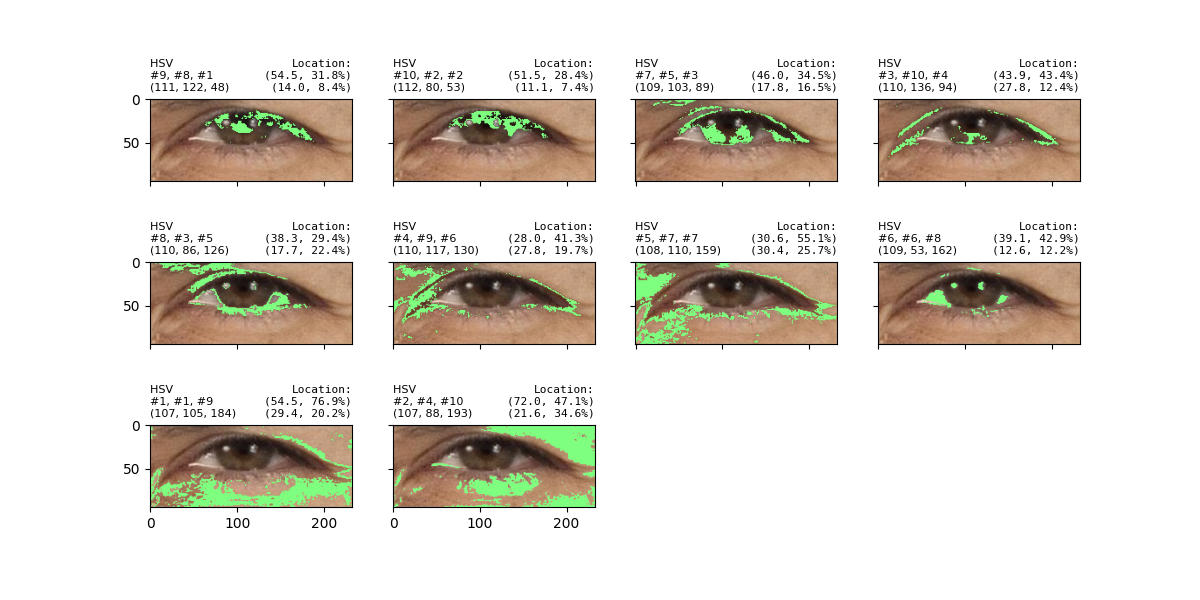 HSV Location:
#9, #8, #1 (54.5, 31.8%)
(111, 122, 48) (14.0, 8.4%)
HSV Location:
#10, #2, #2 (51.5, 28.4%)
(112, 80, 53) (11.1, 7.4%)
HSV Location:
#7, #5, #3 (46.0, 34.5%)
(109, 103, 89) (17.8, 16.5%)
HSV Location:
#3, #10, #4 (43.9, 43.4%)
(110, 136, 94) (27.8, 12.4%)
0
50
HSV Location:
#8, #3, #5 (38.3, 29.4%)
(110, 86, 126) (17.7, 22.4%)
HSV Location:
#4, #9, #6 (28.0, 41.3%)
(110, 117, 130) (27.8, 19.7%)
HSV Location:
#5, #7, #7 (30.6, 55.1%)
(108, 110, 159) (30.4, 25.7%)
HSV Location:
#6, #6, #8 (39.1, 42.9%)
(109, 53, 162) (12.6, 12.2%)
0
50
HSV Location:
#1, #1, #9 (54.5, 76.9%)
(107, 105, 184) (29.4, 20.2%)
HSV Location:
#2, #4, #10 (72.0, 47.1%)
(107, 88, 193) (21.6, 34.6%)
0
50
0 100 200
0 100 200